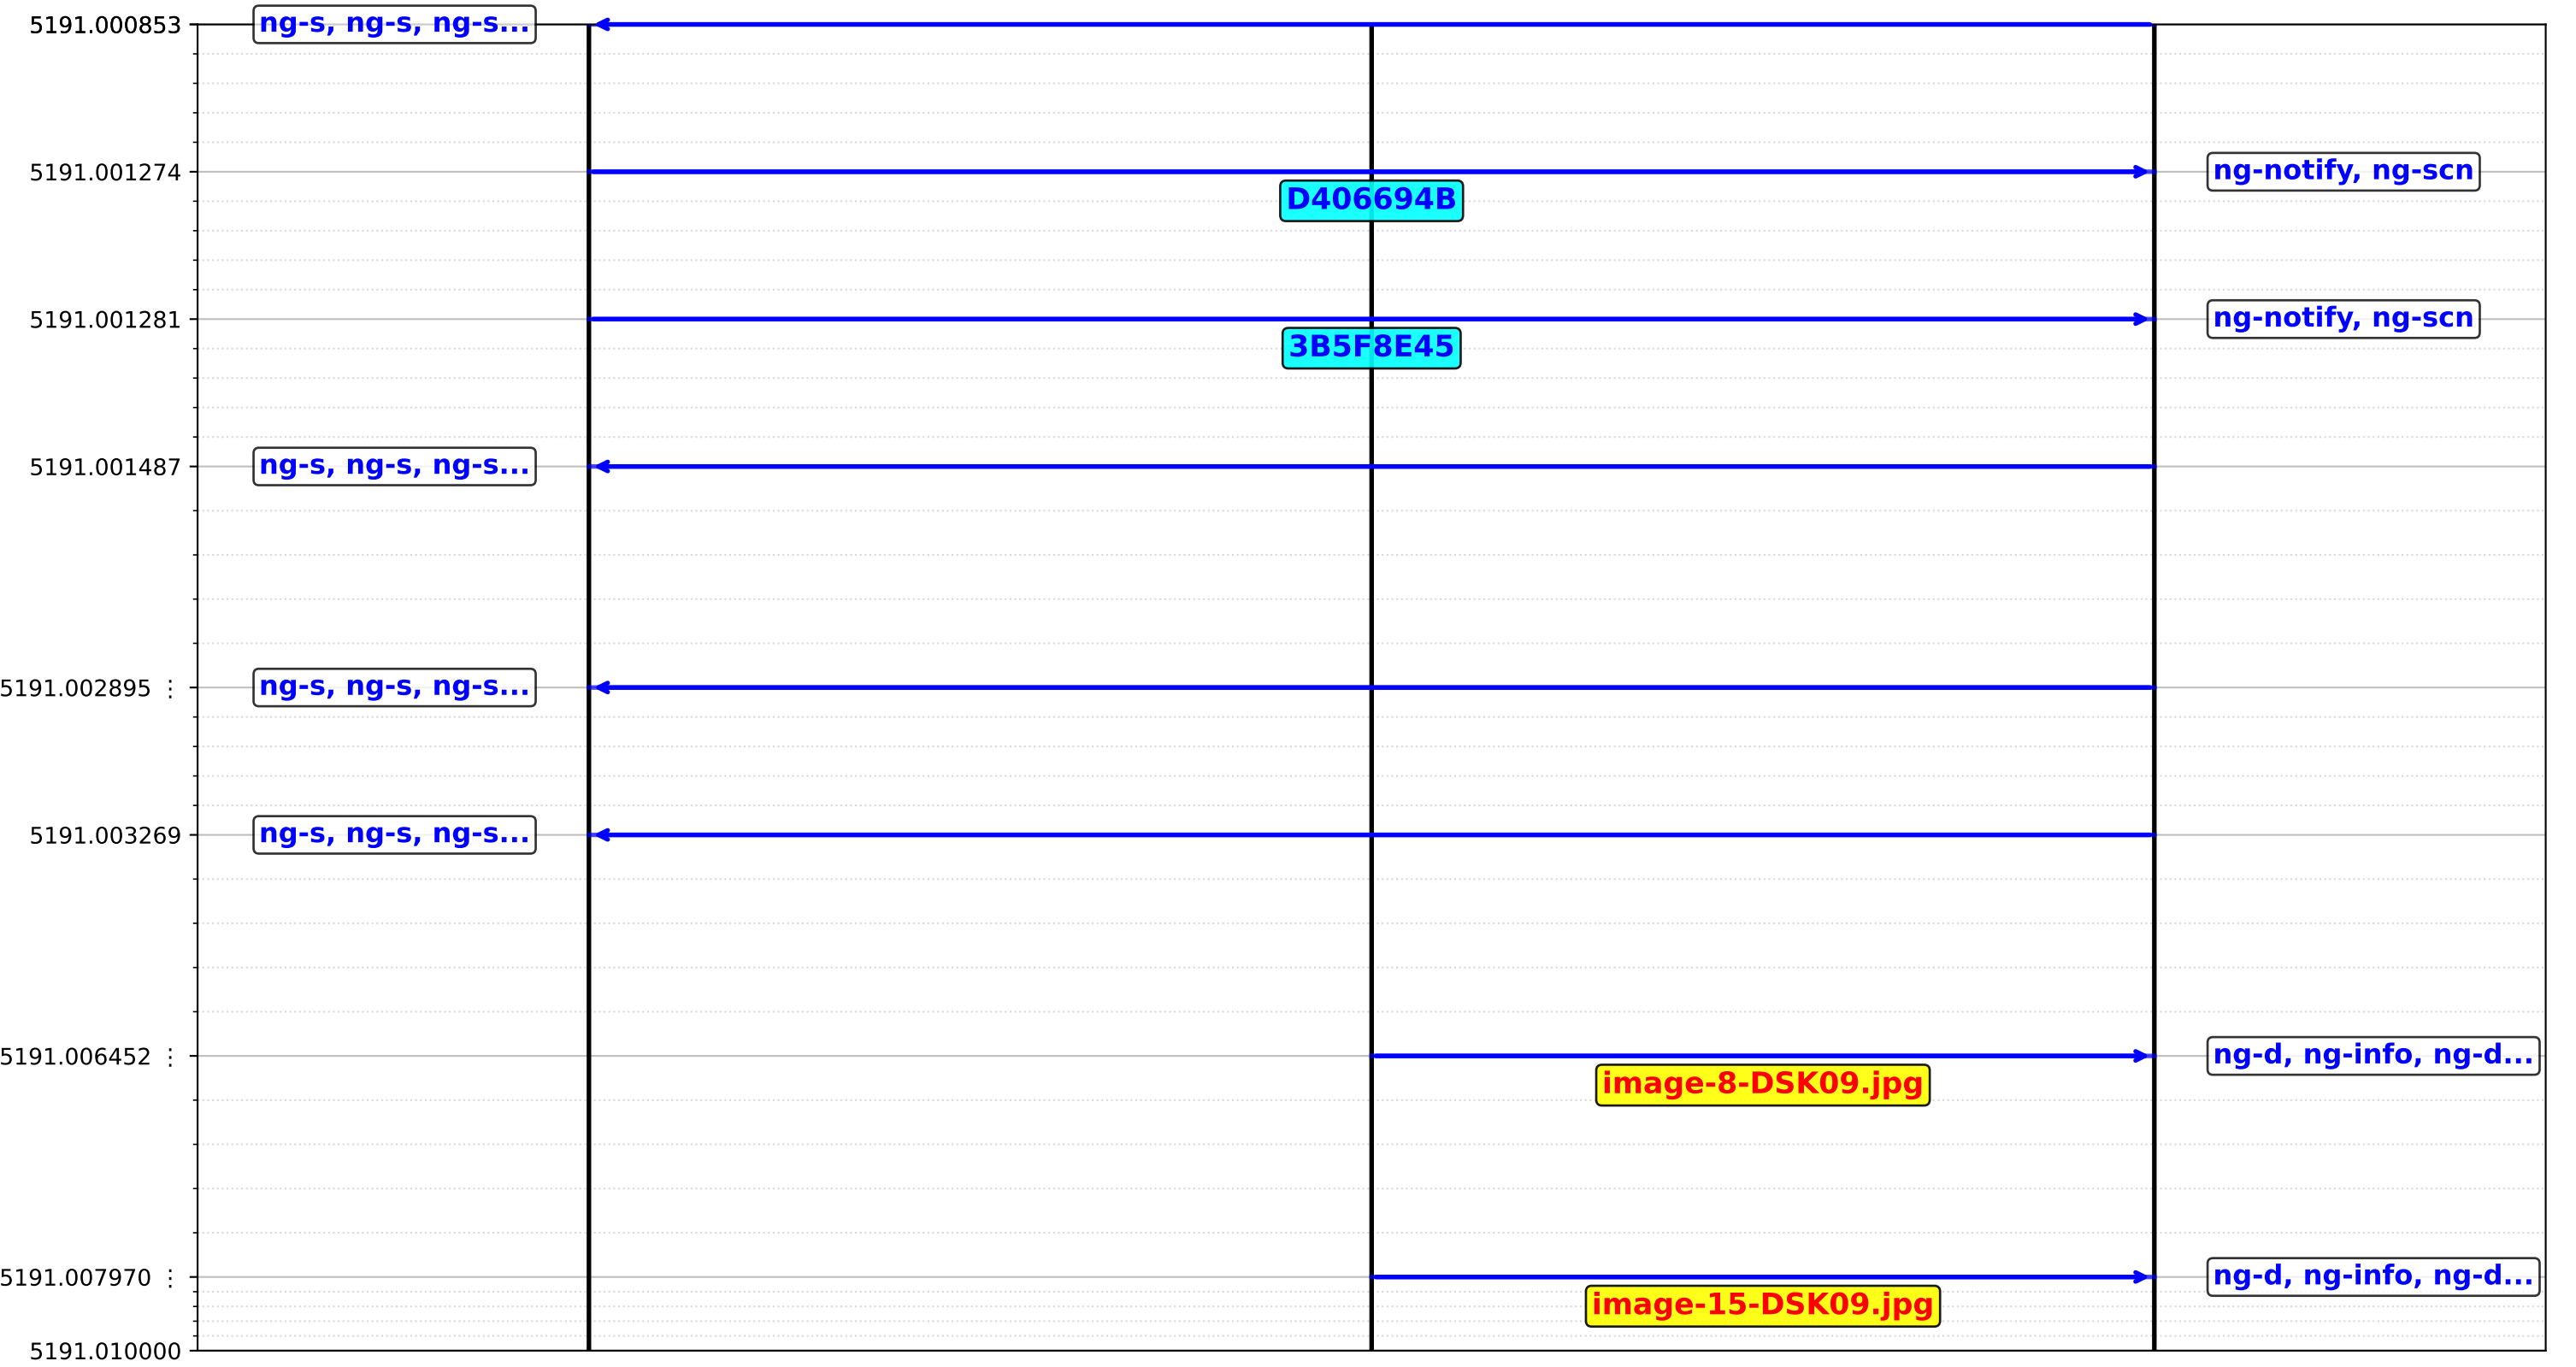 5191.000853 ng-s, ng-s, ng-s...
5191.001274 ng-notify, ng-scn
D406694B
5191.001281 ng-notify, ng-scn
3B5F8E45
5191.001487 ng-s, ng-s, ng-s...
5191.002895 ⋮ ng-s, ng-s, ng-s...
5191.003269 ng-s, ng-s, ng-s...
5191.006452 ⋮ ng-d, ng-info, ng-d...
image-8-DSK09.jpg
5191.007970 ⋮ ng-d, ng-info, ng-d...
image-15-DSK09.jpg
5191.010000